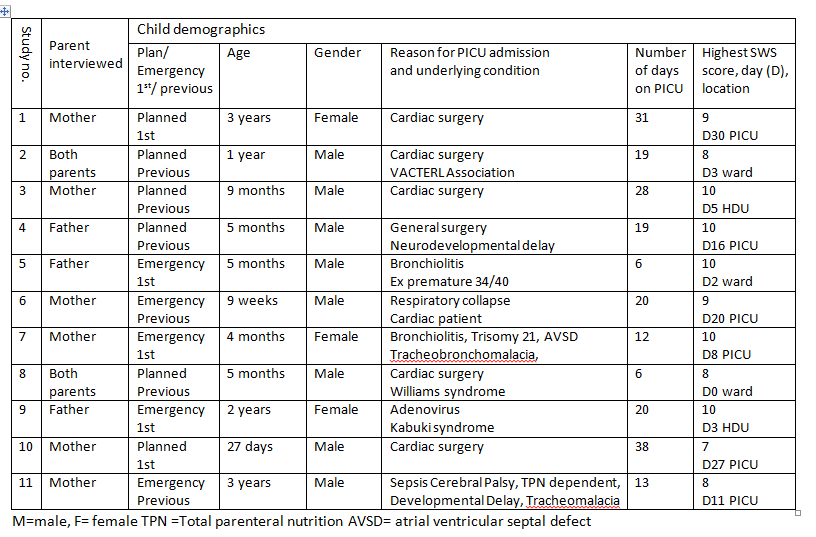 Study no.
Parent interviewed
Child demographics
Plan/ Emergency 1st/ previous
Age
Gender
Reason for PICU admission and underlying condition
Number of days on PICU
Highest SWS score, day (D), location
1 Mother Planned 3 years Female Cardiac surgery 31 9
1st D30 PICU
2 Both Planned 1 year Male Cardiac surgery 19 8
parents Previous VACTERL Association D3 ward
3 Mother Planned 9 months Male Cardiac surgery 28 10
Previous D5 HDU
4 Father Planned 5 months Male General surgery 19 10
Previous Neurodevelopmental delay D16 PICU
5 Father Emergency 5 months Male Bronchiolitis 6 10
1st Ex premature 34/40 D2 ward
6 Mother Emergency 9 weeks Male Respiratory collapse 20 9
Previous Cardiac patient D20 PICU
7 Mother Emergency 4 months Female Bronchiolitis, Trisomy 21, AVSD 12 10
1st Tracheobronchomalacia, D8 PICU
8 Both Planned 5 months Male Cardiac surgery 6 8
parents Previous Williams syndrome D0 ward
9 Father Emergency 2 years Female Adenovirus 20 10
1st Kabuki syndrome D3 HDU
10 Mother Planned 27 days Male Cardiac surgery 38 7
1st D27 PICU
11 Mother Emergency 3 years Male Sepsis Cerebral Palsy, TPN dependent, 13 8
Previous Developmental Delay, Tracheomalacia D11 PICU
M=male, F= female TPN =Total parenteral nutrition AVSD= atrial ventricular septal defect